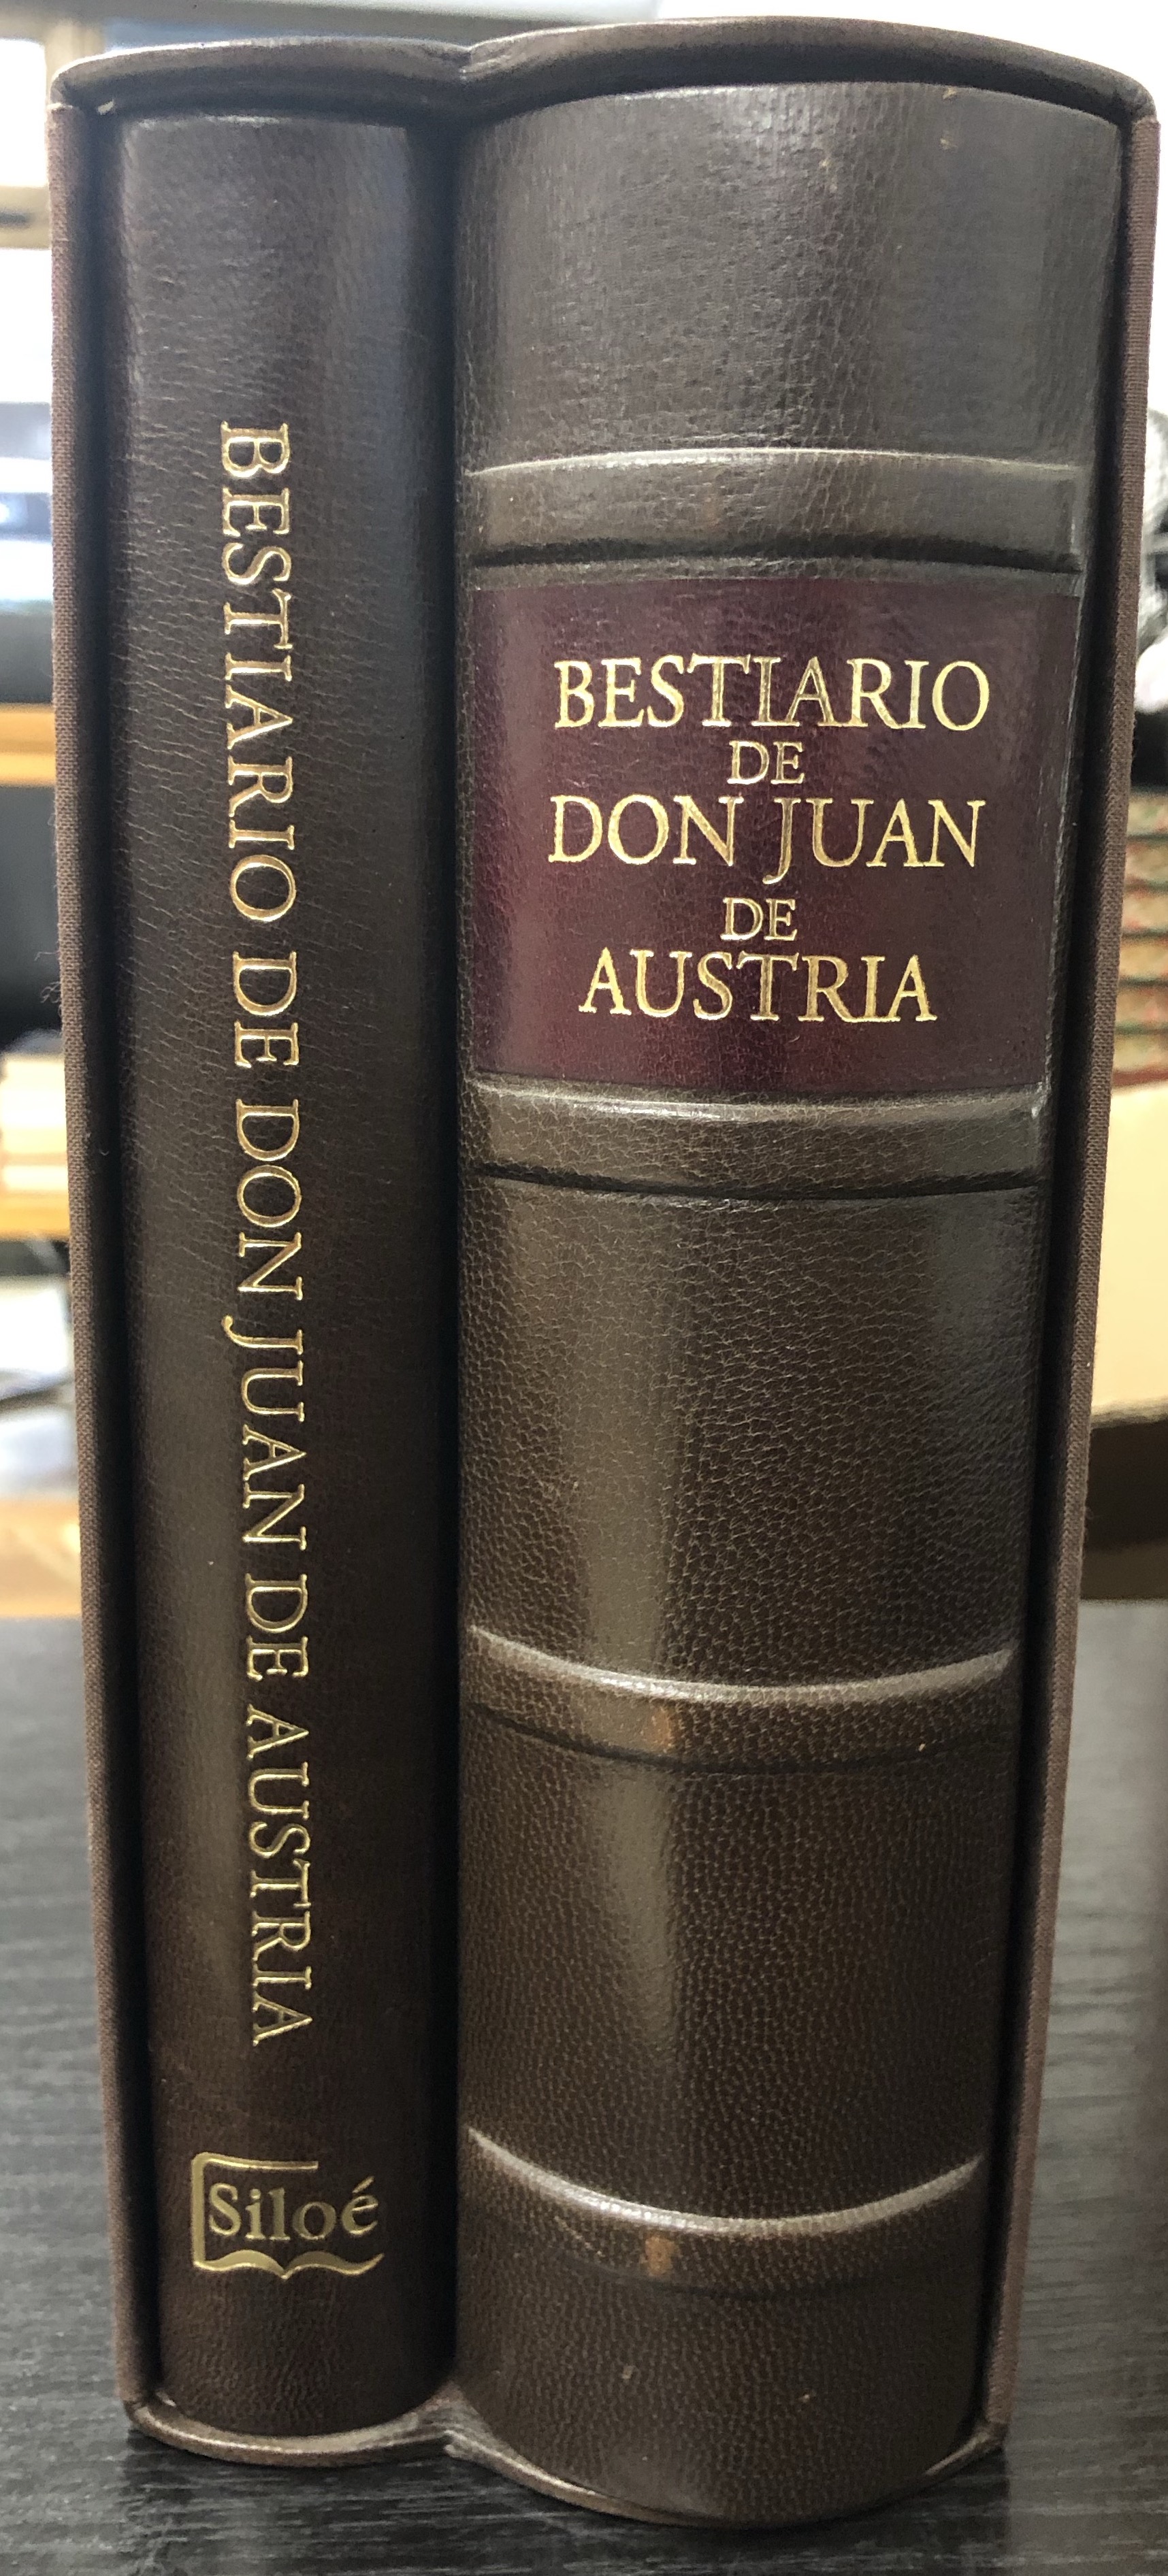 BESTIARIO DE DON JUAN DE AUSTRIA
Siloé
BESTIARIO
DE
DON JUAN
DE
AUSTRIA